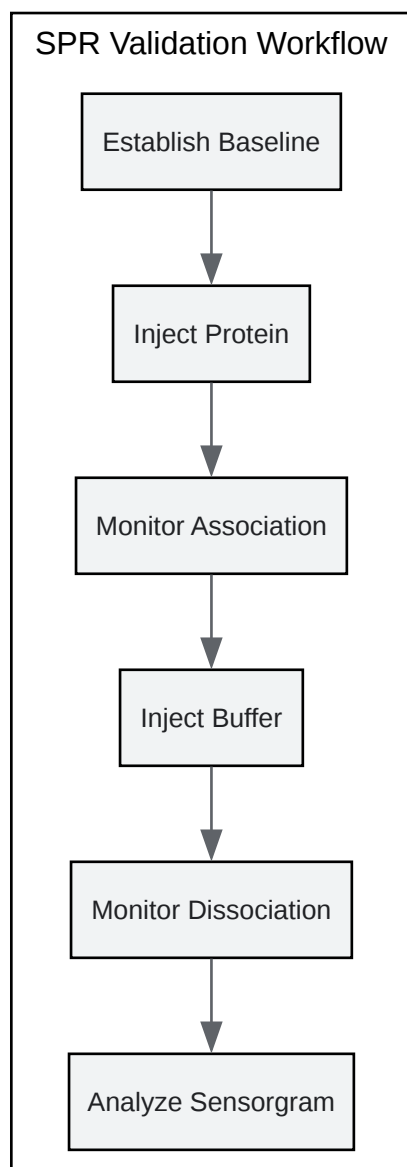 SPR Validation Workflow
Establish Baseline
Inject Protein
Monitor Association
Inject Buffer
Monitor Dissociation
Analyze Sensorgram